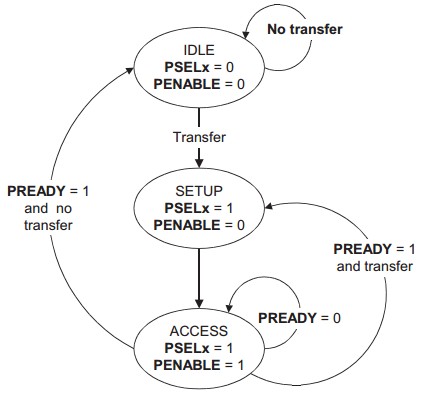 No transfer
IDLE
PSELx = 0
PENABLE = 0
Transfer
SETUP
PSELx = 1
PENABLE = 0
PREADY = 1
and no
transfer
PREADY = 1
and transfer
PREADY = 0
ACCESS
PSELx = 1
PENABLE = 1